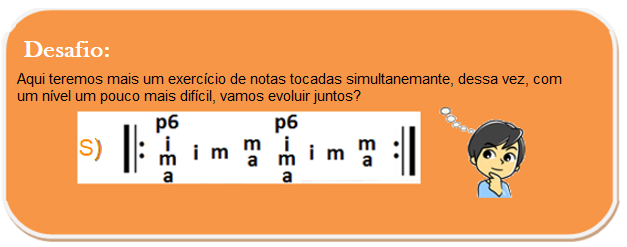 Desafio:
Aqui teremos mais um exercício de notas tocadas simultanemante, dessa vez, com
um nível um pouco mais difícil, vamos evoluir juntos?
p6 p6
S) i i m m i i m m
m a m a
a a